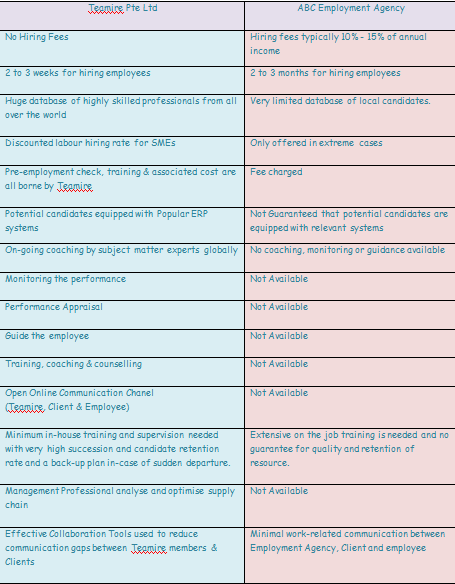 Teamire Pte Ltd
ABC Employment Agency
No Hiring Fees
Hiring fees typically 10% - 15% of annual
income
2 to 3 weeks for hiring employees
2 to 3 months for hiring employees
Huge database of highly skilled professionals from all
over the world
Very limited database of local candidates.
Discounted labour hiring rate for SMEs
Only offered in extreme cases
Pre-employment check, training & associated cost are
all borne by Teamire
Fee charged
Potential candidates equipped with Popular ERP
systems
Not Guaranteed that potential candidates are
equipped with relevant systems
On-going coaching by subject matter experts globally
No coaching, monitoring or guidance available
Monitoring the performance
Not Available
Performance Appraisal
Not Available
Guide the employee
Not Available
Training, coaching & counselling
Not Available
Open Online Communication Chanel
(Teamire, Client & Employee)
Not Available
Minimum in-house training and supervision needed
with very high succession and candidate retention
rate and a back-up plan in-case of sudden departure.
Extensive on the job training is needed and no
guarantee for quality and retention of
resource.
Management Professional analyse and optimise supply
chain
Not Available
Effective Collaboration Tools used to reduce
communication gaps between Teamire members &
Clients
Minimal work-related communication between
Employment Agency, Client and employee